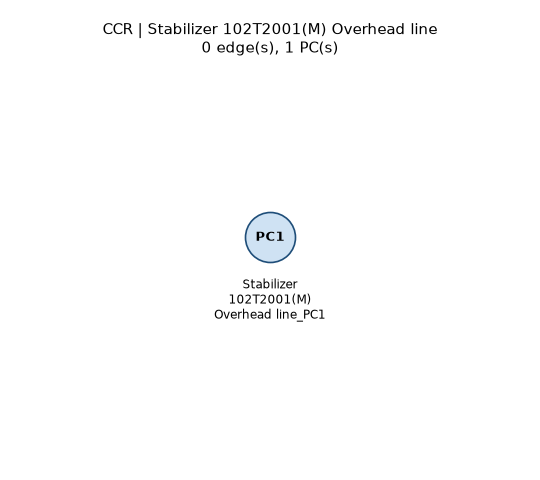 CCR | Stabilizer 102T2001(M) Overhead line
0 edge(s), 1 PC(s)
PC1
Stabilizer
102T2001(M)
Overhead line_PC1